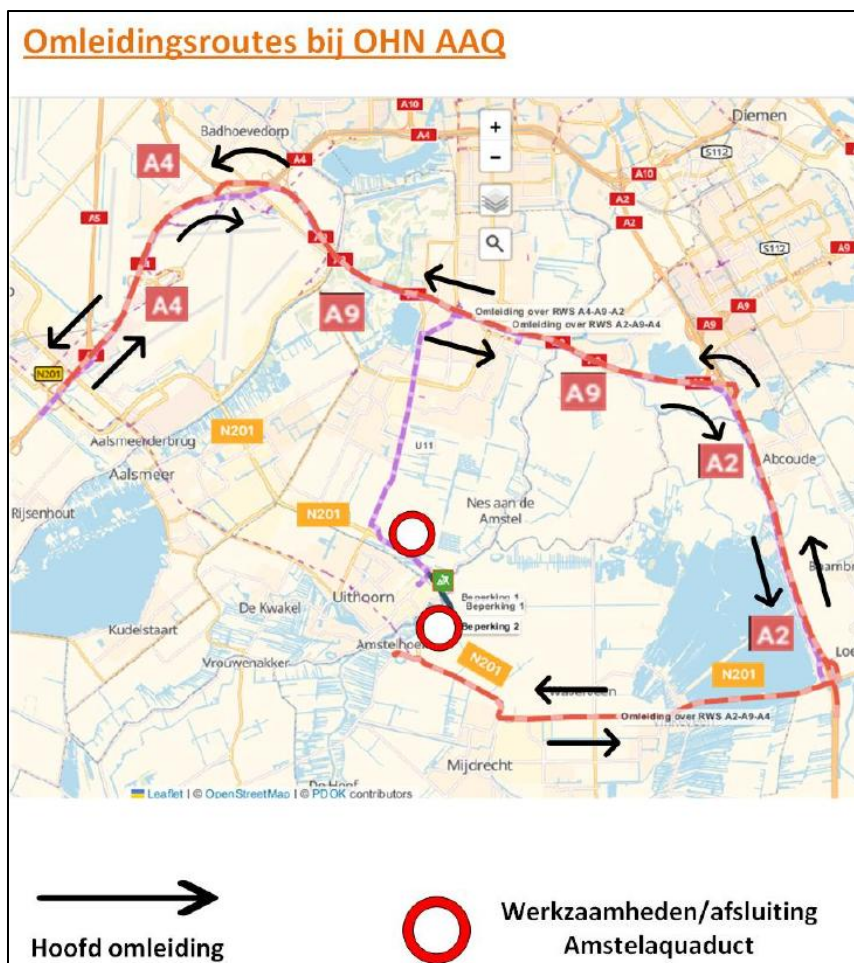 Omleidingsroutes bij OHN AAQ
A10
A4
Diemen
Badhoevedorp
S112
A4
A4
A10
A5
A2
A2
S112
A9
A4
A9
A9
Omleiding over RWS A4-A9-A2
Omleiding over RWS A2-A9-A4
A9
N201
A9
Aalsmeerderbrug
N201
U11
A2
Abcoude
Aalsmeer
Rijsenhout
N201
Nes aan de
Amstel
Uithoorn
Beperking 1
Beperking 1
De Kwakel
Beperking 2
A2
Kudelstaart
Amstelhoe
Vrouwenakker
N201
N201
Loe
Omleiding over RWS A2-A9-A4
Mijdrecht
Leaflet | © OpenStreetMap | © PDOK contributors
Hoofd omleiding
Werkzaamheden/afsluiting
Amstelaquaduct